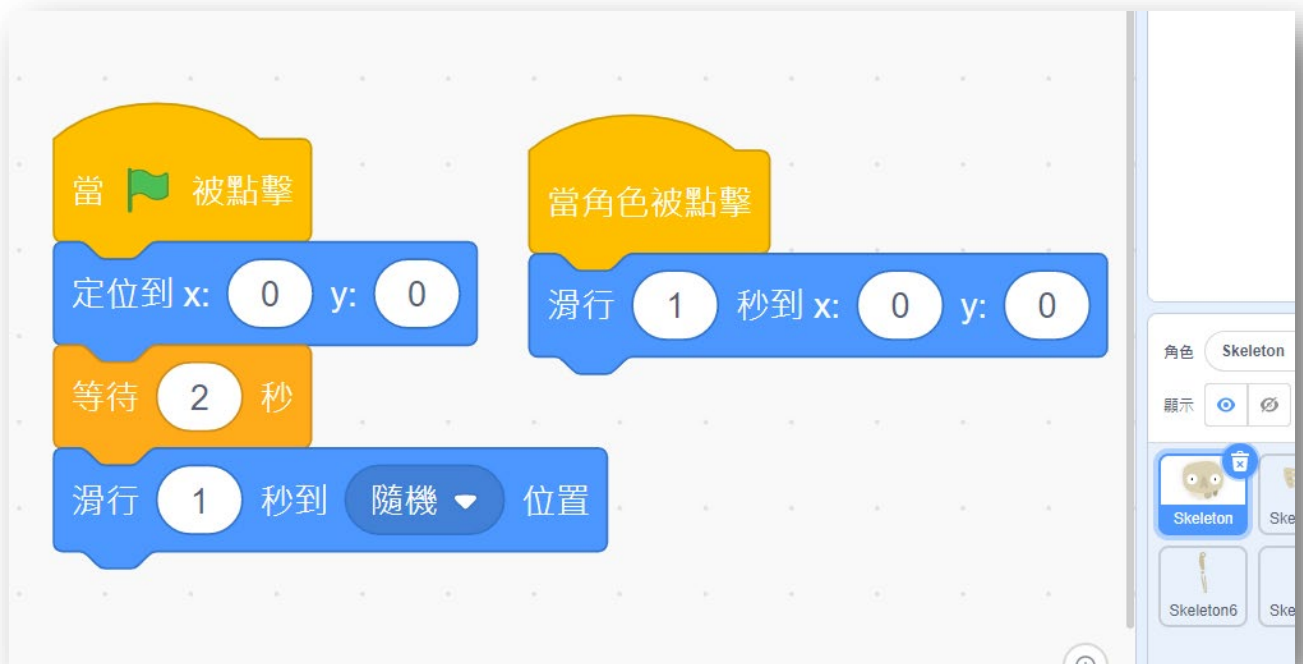 當 被點擊
定位到 x: 0 y: 0
等待 2 秒
滑行 1 秒到 隨機 位置
當角色被點擊
滑行 1 秒到 x: 0 y: 0
角色 Skeleton
顯示
Skeleton
Ske
Skeleton6
Ske